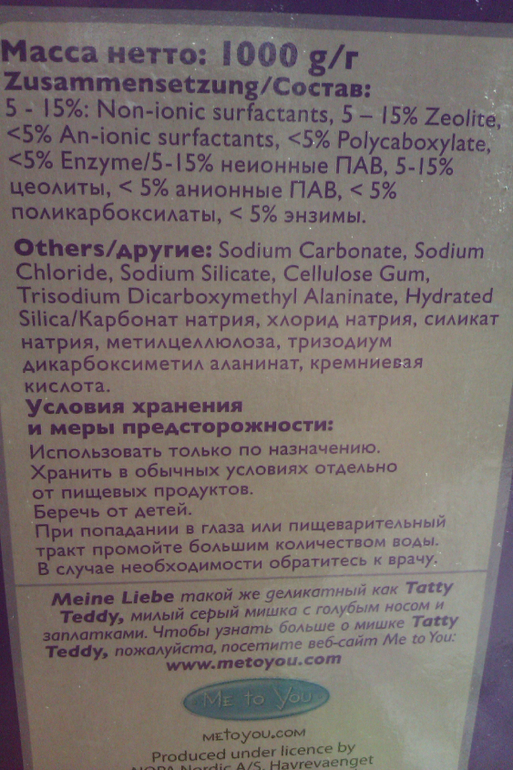 Масса нетто: 1000 g/г
Zusammensetzung/Состав:
5 - 15%: Non-ionic surfactants, 5 – 15% Zeolite,
<5% An-ionic surfactants, <5% Polycaboxylate,
<5% Enzyme/5-15% неионные ПАВ, 5-15%
цеолиты, < 5% анионные ПАВ, < 5%
поликарбоксилаты, < 5% энзимы.
Others/другие: Sodium Carbonate, Sodium
Chloride, Sodium Silicate, Cellulose Gum,
Trisodium Dicarboxymethyl Alaninate, Hydrated
Silica/Карбонат натрия, хлорид натрия, силикат
натрия, метилцеллюлоза, тризодиум
дикарбоксиметил аланинат, кремниевая
кислота.
Условия хранения
и меры предсторожности:
Использовать только по назначению.
Хранить в обычных условиях отдельно
от пищевых продуктов.
Беречь от детей.
При попадании в глаза или пищеварительный
тракт промойте большим количеством воды.
В случае необходимости обратитесь к врачу.
Meine Liebe такой же деликатный как Tatty
Teddy, милый серый мишка с голубым носом и
заплатками. Чтобы узнать больше о мишке Tatty
Teddy, пожалуйста, посетите веб-сайт Me to You:
www.metoyou.com
ME to YOU
METOYOU.COM
Produced under licence by
NOPA Nordic A/S, Havrevaenget